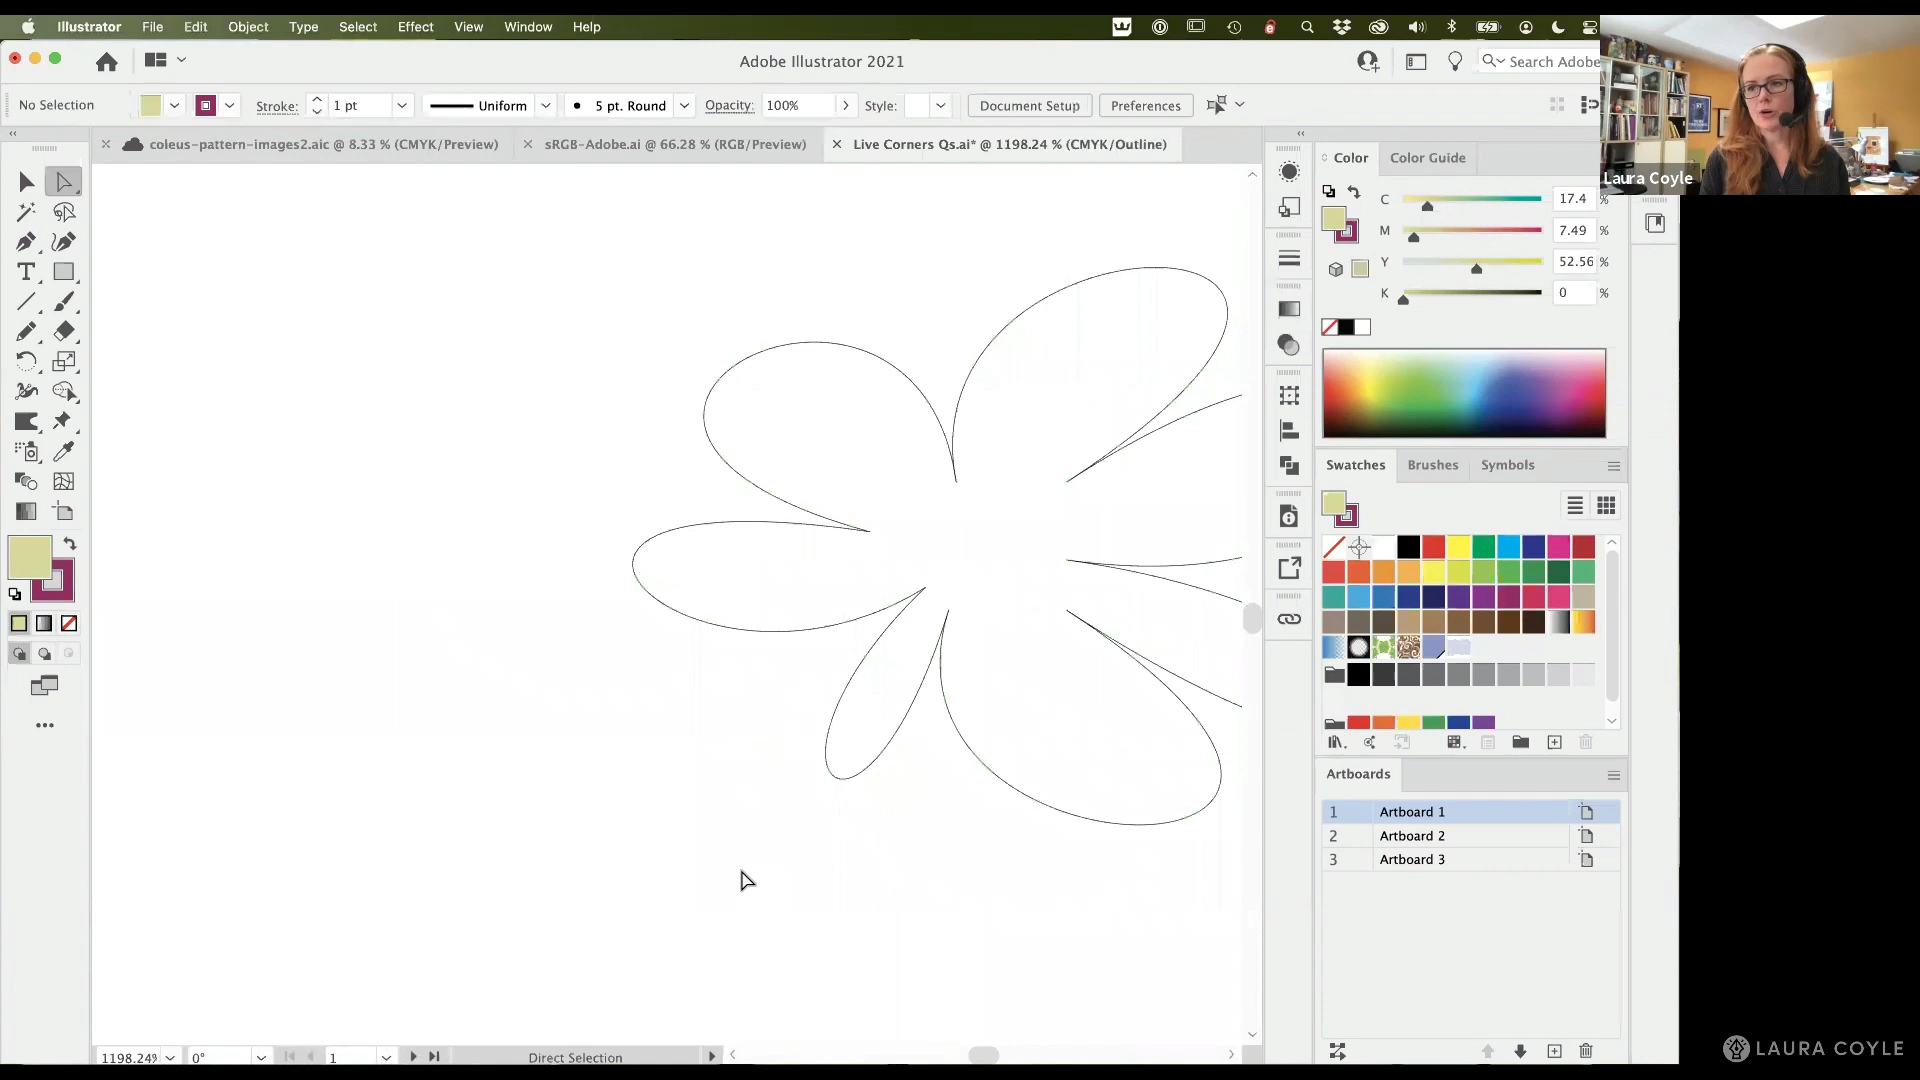 Illustrator File Edit Object Type Select Effect View Window Help
Adobe Illustrator 2021
Search Adobe
No Selection Stroke: 1 pt Uniform 5 pt. Round Opacity: 100% Style: Document Setup Preferences
coleus-pattern-images2.aic @ 8.33 % (CMYK/Preview) sRGB-Adobe.ai @ 66.28 % (RGB/Preview) Live Corners Qs.ai* @ 1198.24 % (CMYK/Outline)
Laura Coyle
Color Color Guide
C 17.4 %
M 7.49 %
Y 52.56 %
K 0 %
Swatches Brushes Symbols
Artboards
1 Artboard 1
2 Artboard 2
3 Artboard 3
1198.24% 0° 1 Direct Selection
LAURA COYLE